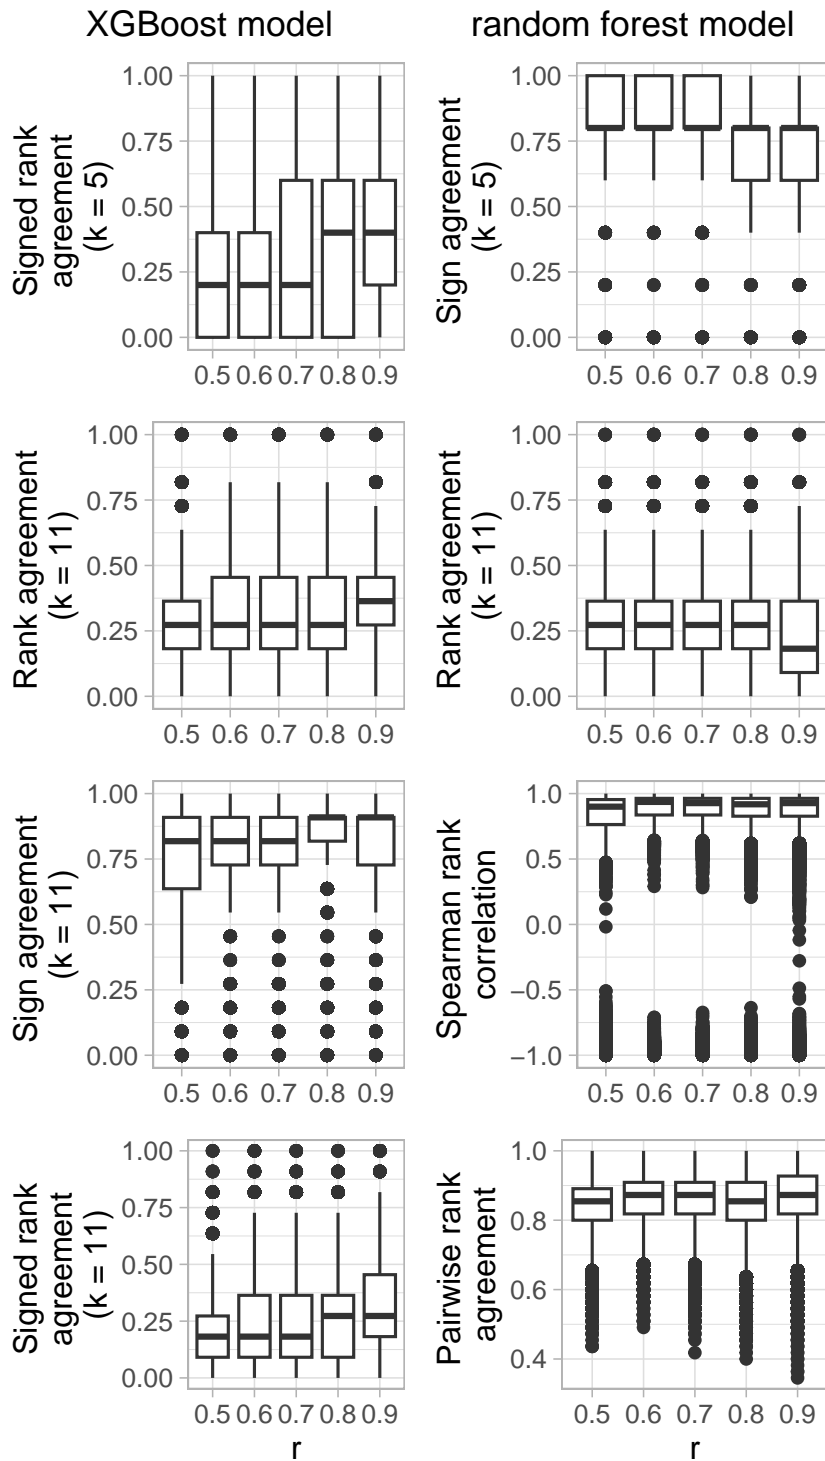 XGBoost model
random forest model
Signed rank
agreement
(k = 5)
1.00
0.75
0.50
0.25
0.00
0.5 0.6 0.7 0.8 0.9
Sign agreement
(k = 5)
1.00
0.75
0.50
0.25
0.00
0.5 0.6 0.7 0.8 0.9
Rank agreement
(k = 11)
1.00
0.75
0.50
0.25
0.00
0.5 0.6 0.7 0.8 0.9
Rank agreement
(k = 11)
1.00
0.75
0.50
0.25
0.00
0.5 0.6 0.7 0.8 0.9
Sign agreement
(k = 11)
1.00
0.75
0.50
0.25
0.00
0.5 0.6 0.7 0.8 0.9
Spearman rank
correlation
1.0
0.5
0.0
−0.5
−1.0
0.5 0.6 0.7 0.8 0.9
Signed rank
agreement
(k = 11)
1.00
0.75
0.50
0.25
0.00
0.5 0.6 0.7 0.8 0.9
r
Pairwise rank
agreement
1.0
0.8
0.6
0.4
0.5 0.6 0.7 0.8 0.9
r